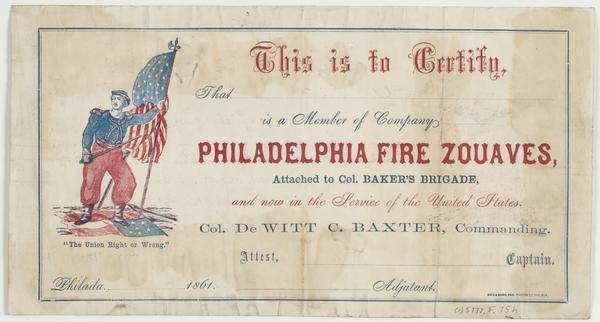 This is to Certify,
That
is a Member of Company
PHILADELPHIA FIRE ZOUAVES,
Attached to Col. BAKER'S BRIGADE,
and now in the Service of the United States.
Col. De WITT C. BAXTER, Commanding.
"The Union Right or Wrong."
Attest,
Captain.
Philada., 1861.
Adjutant.